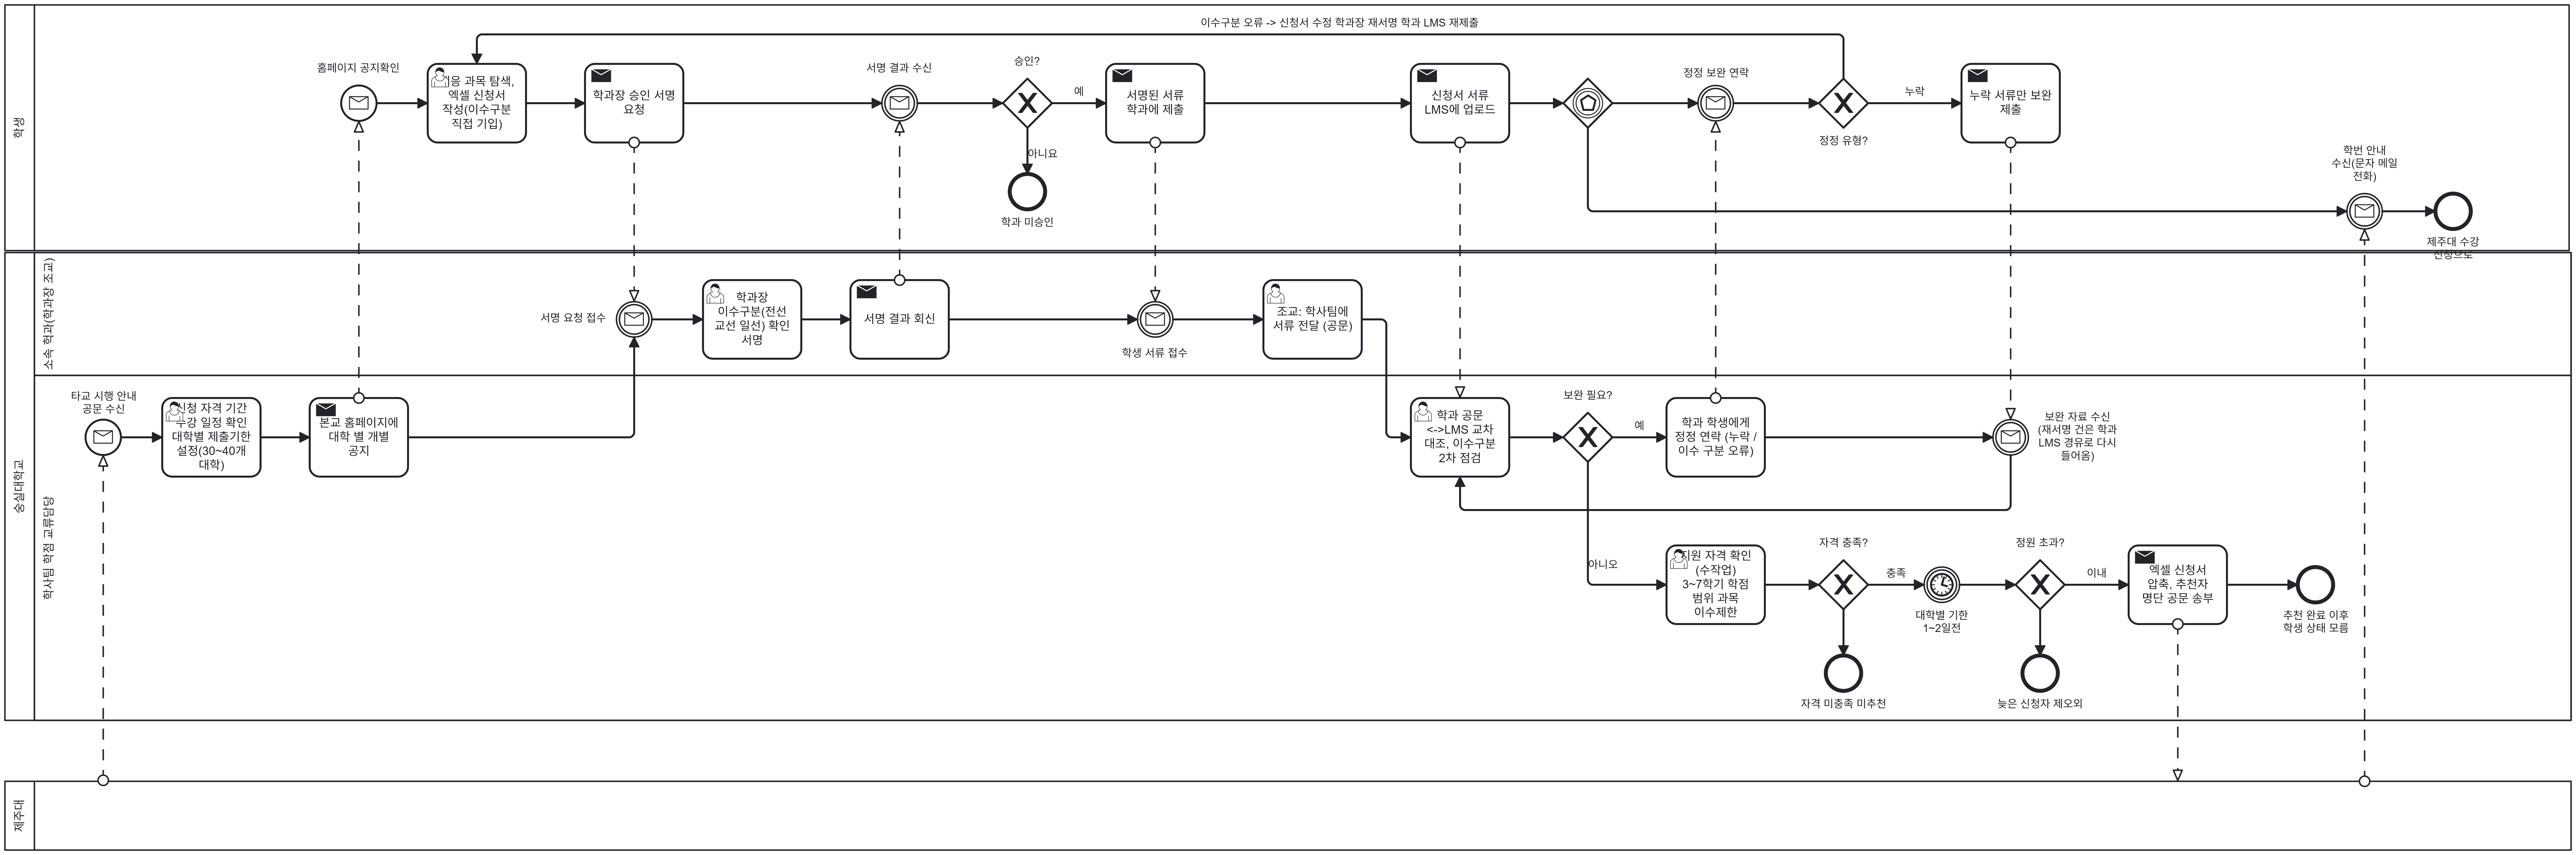 이수구분 오류 -> 신청서 수정 학과장 재서명 학과 LMS 재제출
학생
홈페이지 공지확인
과목 탐색,
엑셀 신청서
작성(이수구분
직접 기입)
학과장 승인 서명
요청
서명 결과 수신
승인?
예
아니요
학과 미승인
서명된 서류
학과에 제출
신청서 서류
LMS에 업로드
정정 보완 연락
정정 유형?
누락
누락 서류만 보완
제출
학번 안내
수신(문자 메일
전화)
제주대 수강
신청으로
숭실대학교
소속 학과(학과장 조교)
서명 요청 접수
학과장
이수구분(전선
교선 일선) 확인
서명
서명 결과 회신
학생 서류 접수
조교: 학사팀에
서류 전달 (공문)
학사팀 학점 교류담당
타교 시행 안내
공문 수신
신청 자격 기간
수강 일정 확인
대학별 제출기한
설정(30~40개
대학)
본교 홈페이지에
대학 별 개별
공지
학과 공문
<->LMS 교차
대조, 이수구분
2차 점검
보완 필요?
예
아니오
학과 학생에게
정정 연락 (누락 /
이수 구분 오류)
보완 자료 수신
(재서명 건은 학과
LMS 경유로 다시
들어옴)
지원 자격 확인
(수작업)
3~7학기 학점
범위 과목
이수제한
자격 충족?
충족
자격 미충족 미추천
대학별 기한
1~2일전
정원 초과?
이내
늦은 신청자 제오외
엑셀 신청서
압축, 추천자
명단 공문 송부
추천 완료 이후
학생 상태 모름
제주대